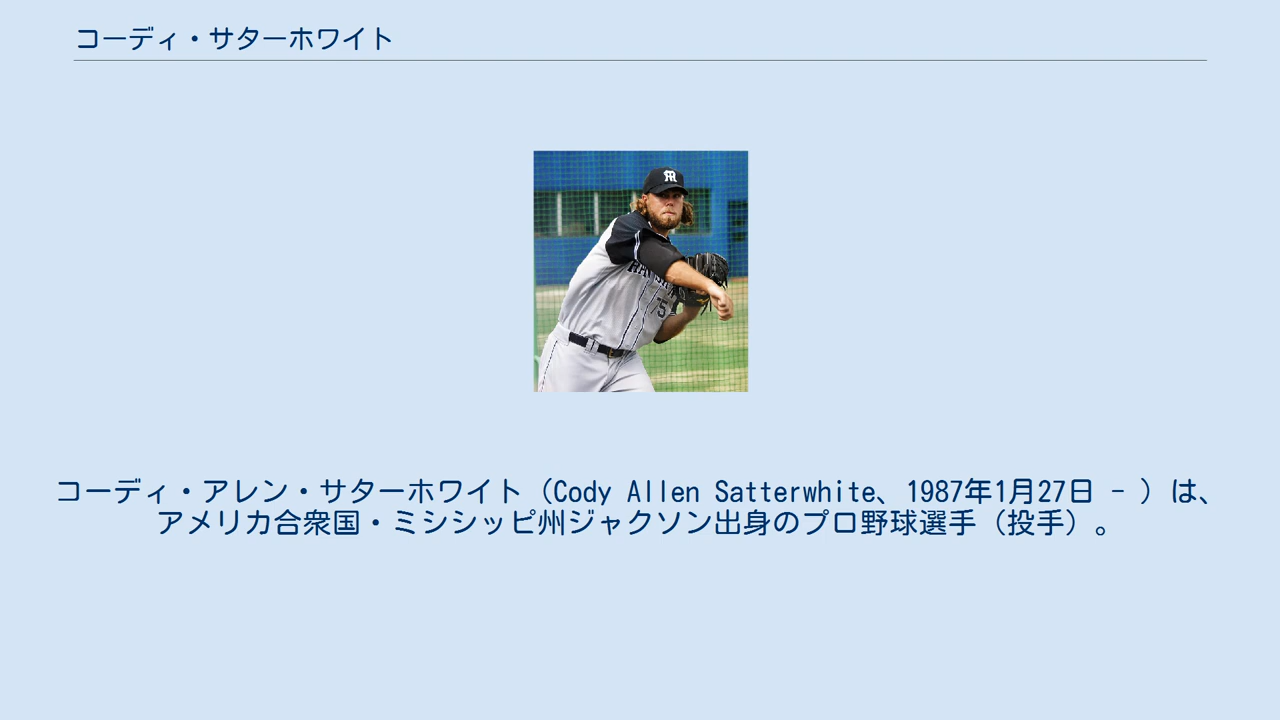 コーディ・サターホワイト
コーディ・アレン・サターホワイト（Cody Allen Satterwhite、1987年1月27日 - ）は、
アメリカ合衆国・ミシシッピ州ジャクソン出身のプロ野球選手（投手）。